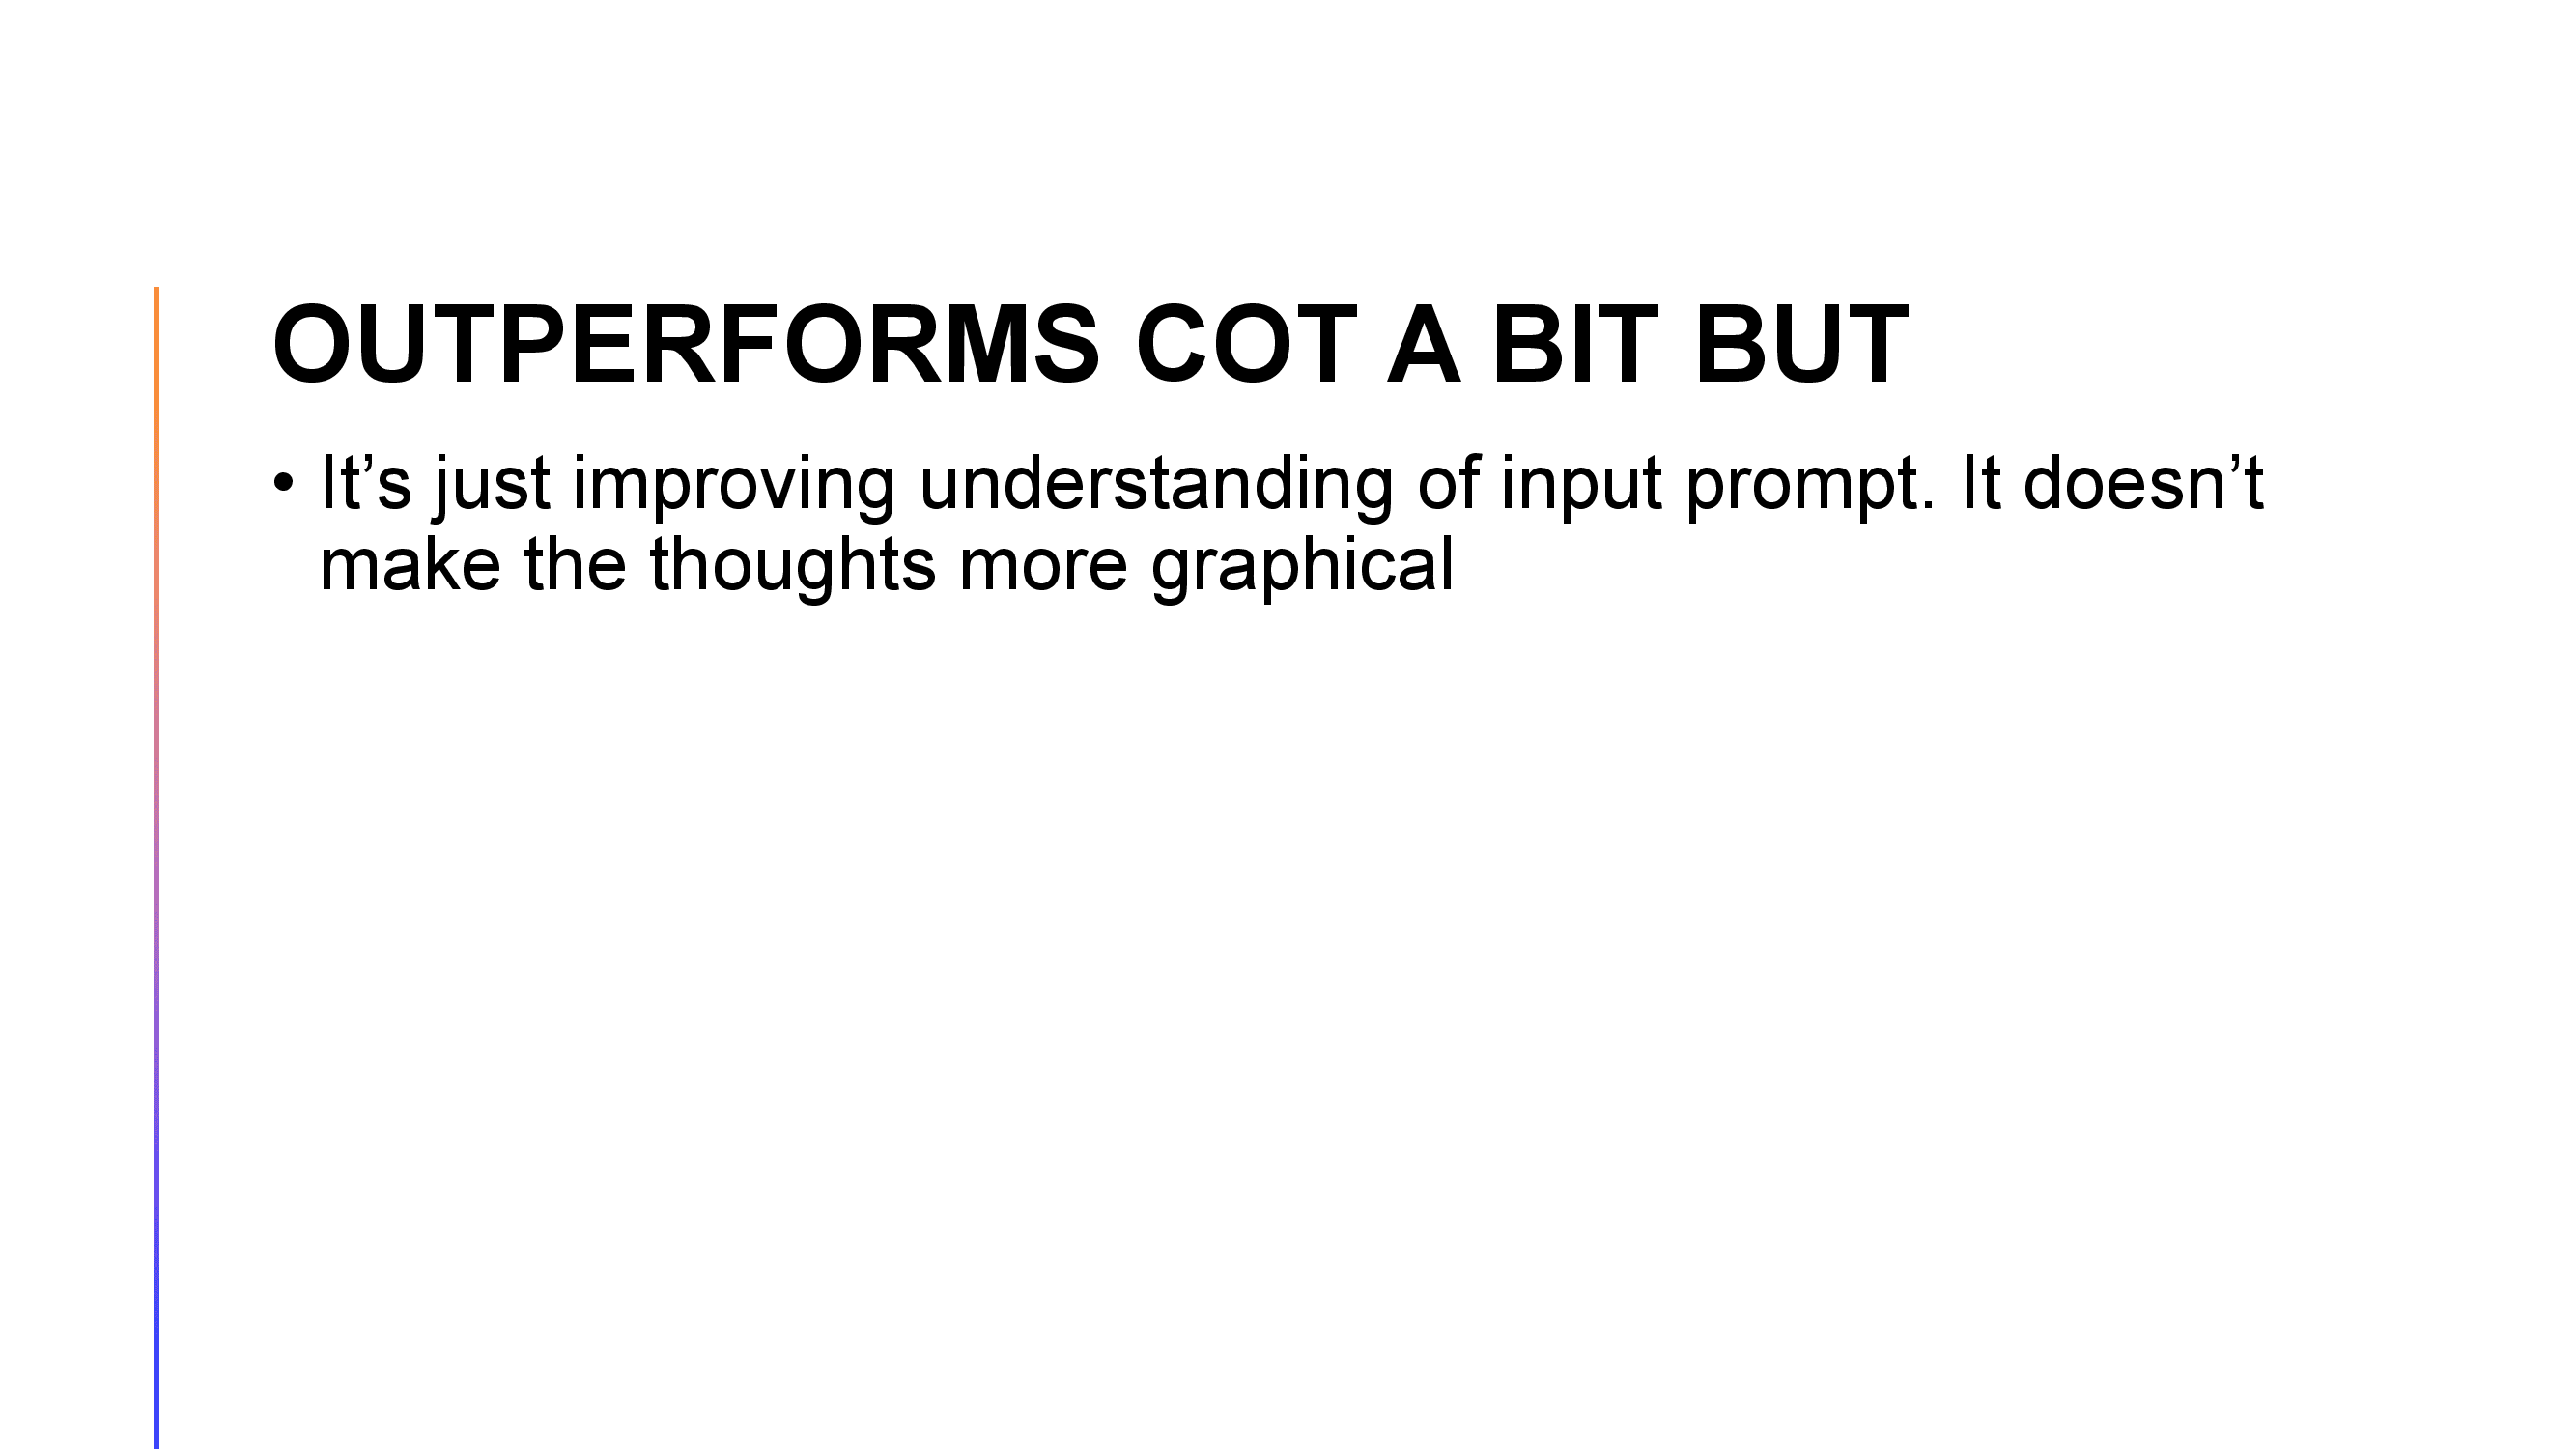 OUTPERFORMS COT A BIT BUT
• It’s just improving understanding of input prompt. It doesn’t
make the thoughts more graphical